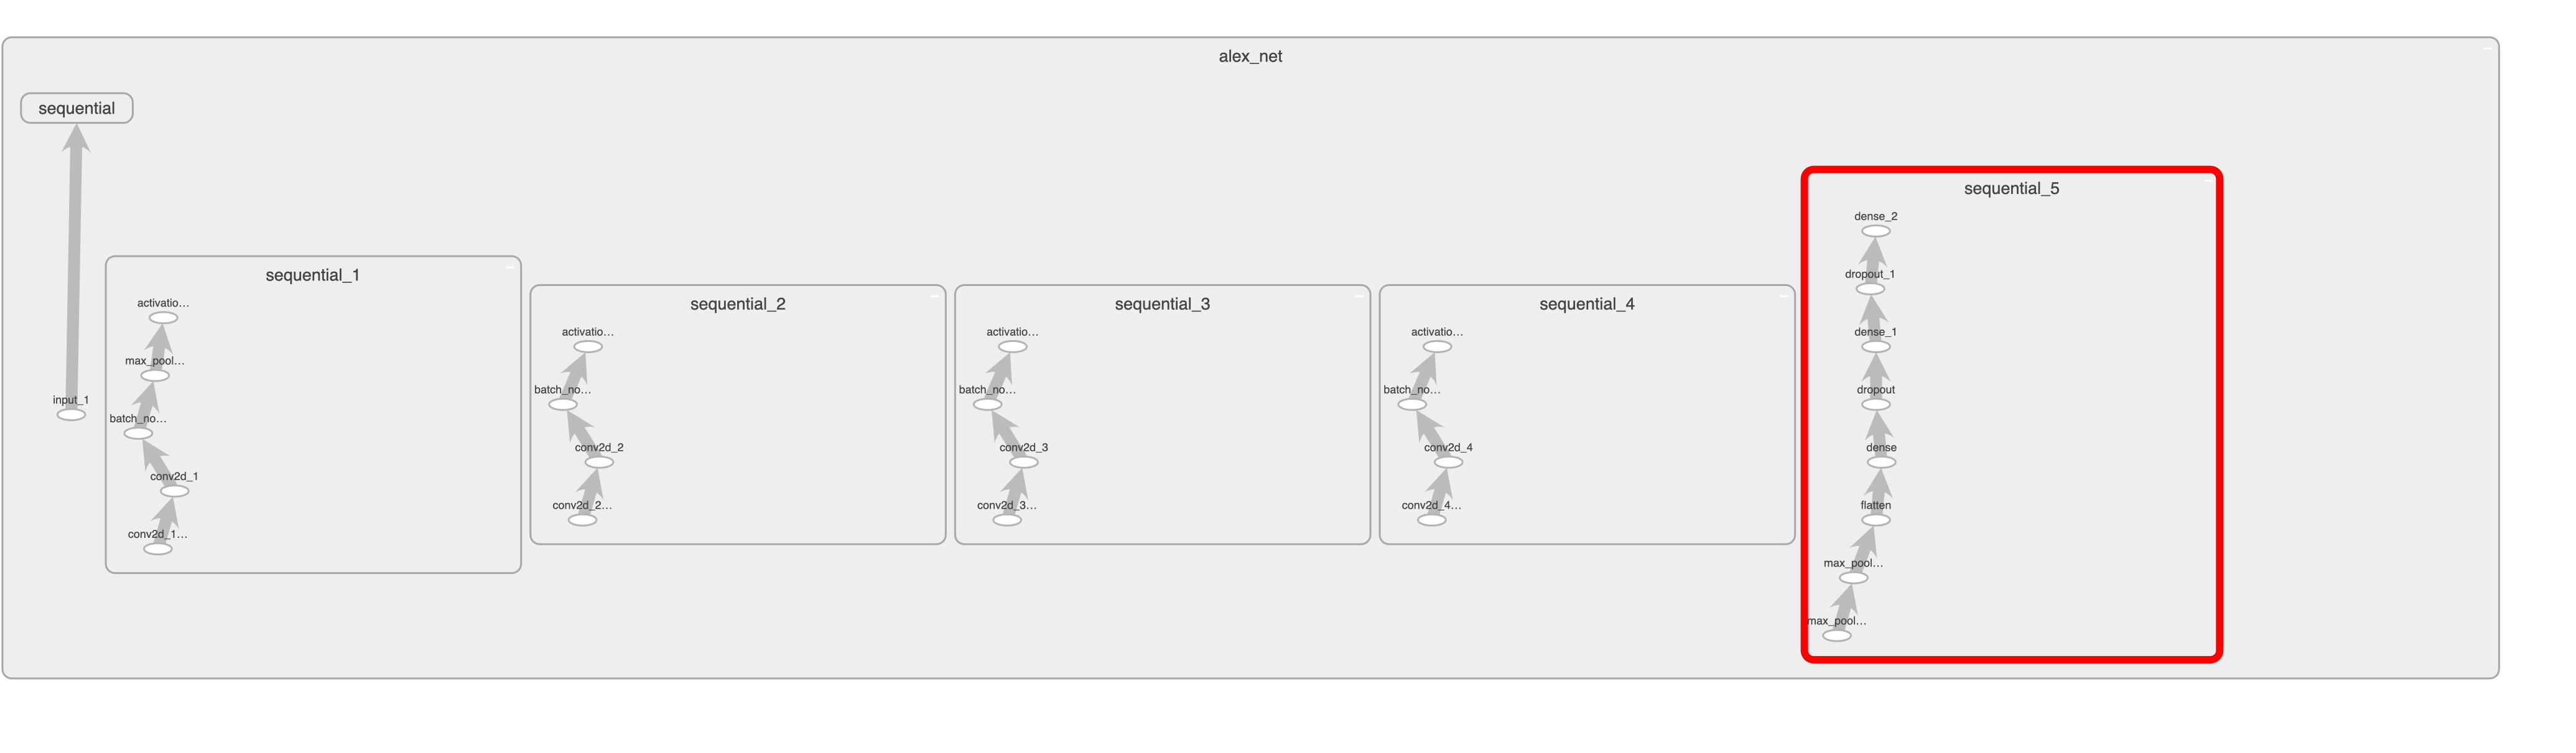 alex_net
sequential
input_1
sequential_1
activatio…
max_pool…
batch_no…
conv2d_1
conv2d_1…
sequential_2
activatio…
batch_no…
conv2d_2
conv2d_2…
sequential_3
activatio…
batch_no…
conv2d_3
conv2d_3…
sequential_4
activatio…
batch_no…
conv2d_4
conv2d_4…
sequential_5
dense_2
dropout_1
dense_1
dropout
dense
flatten
max_pool…
max_pool…